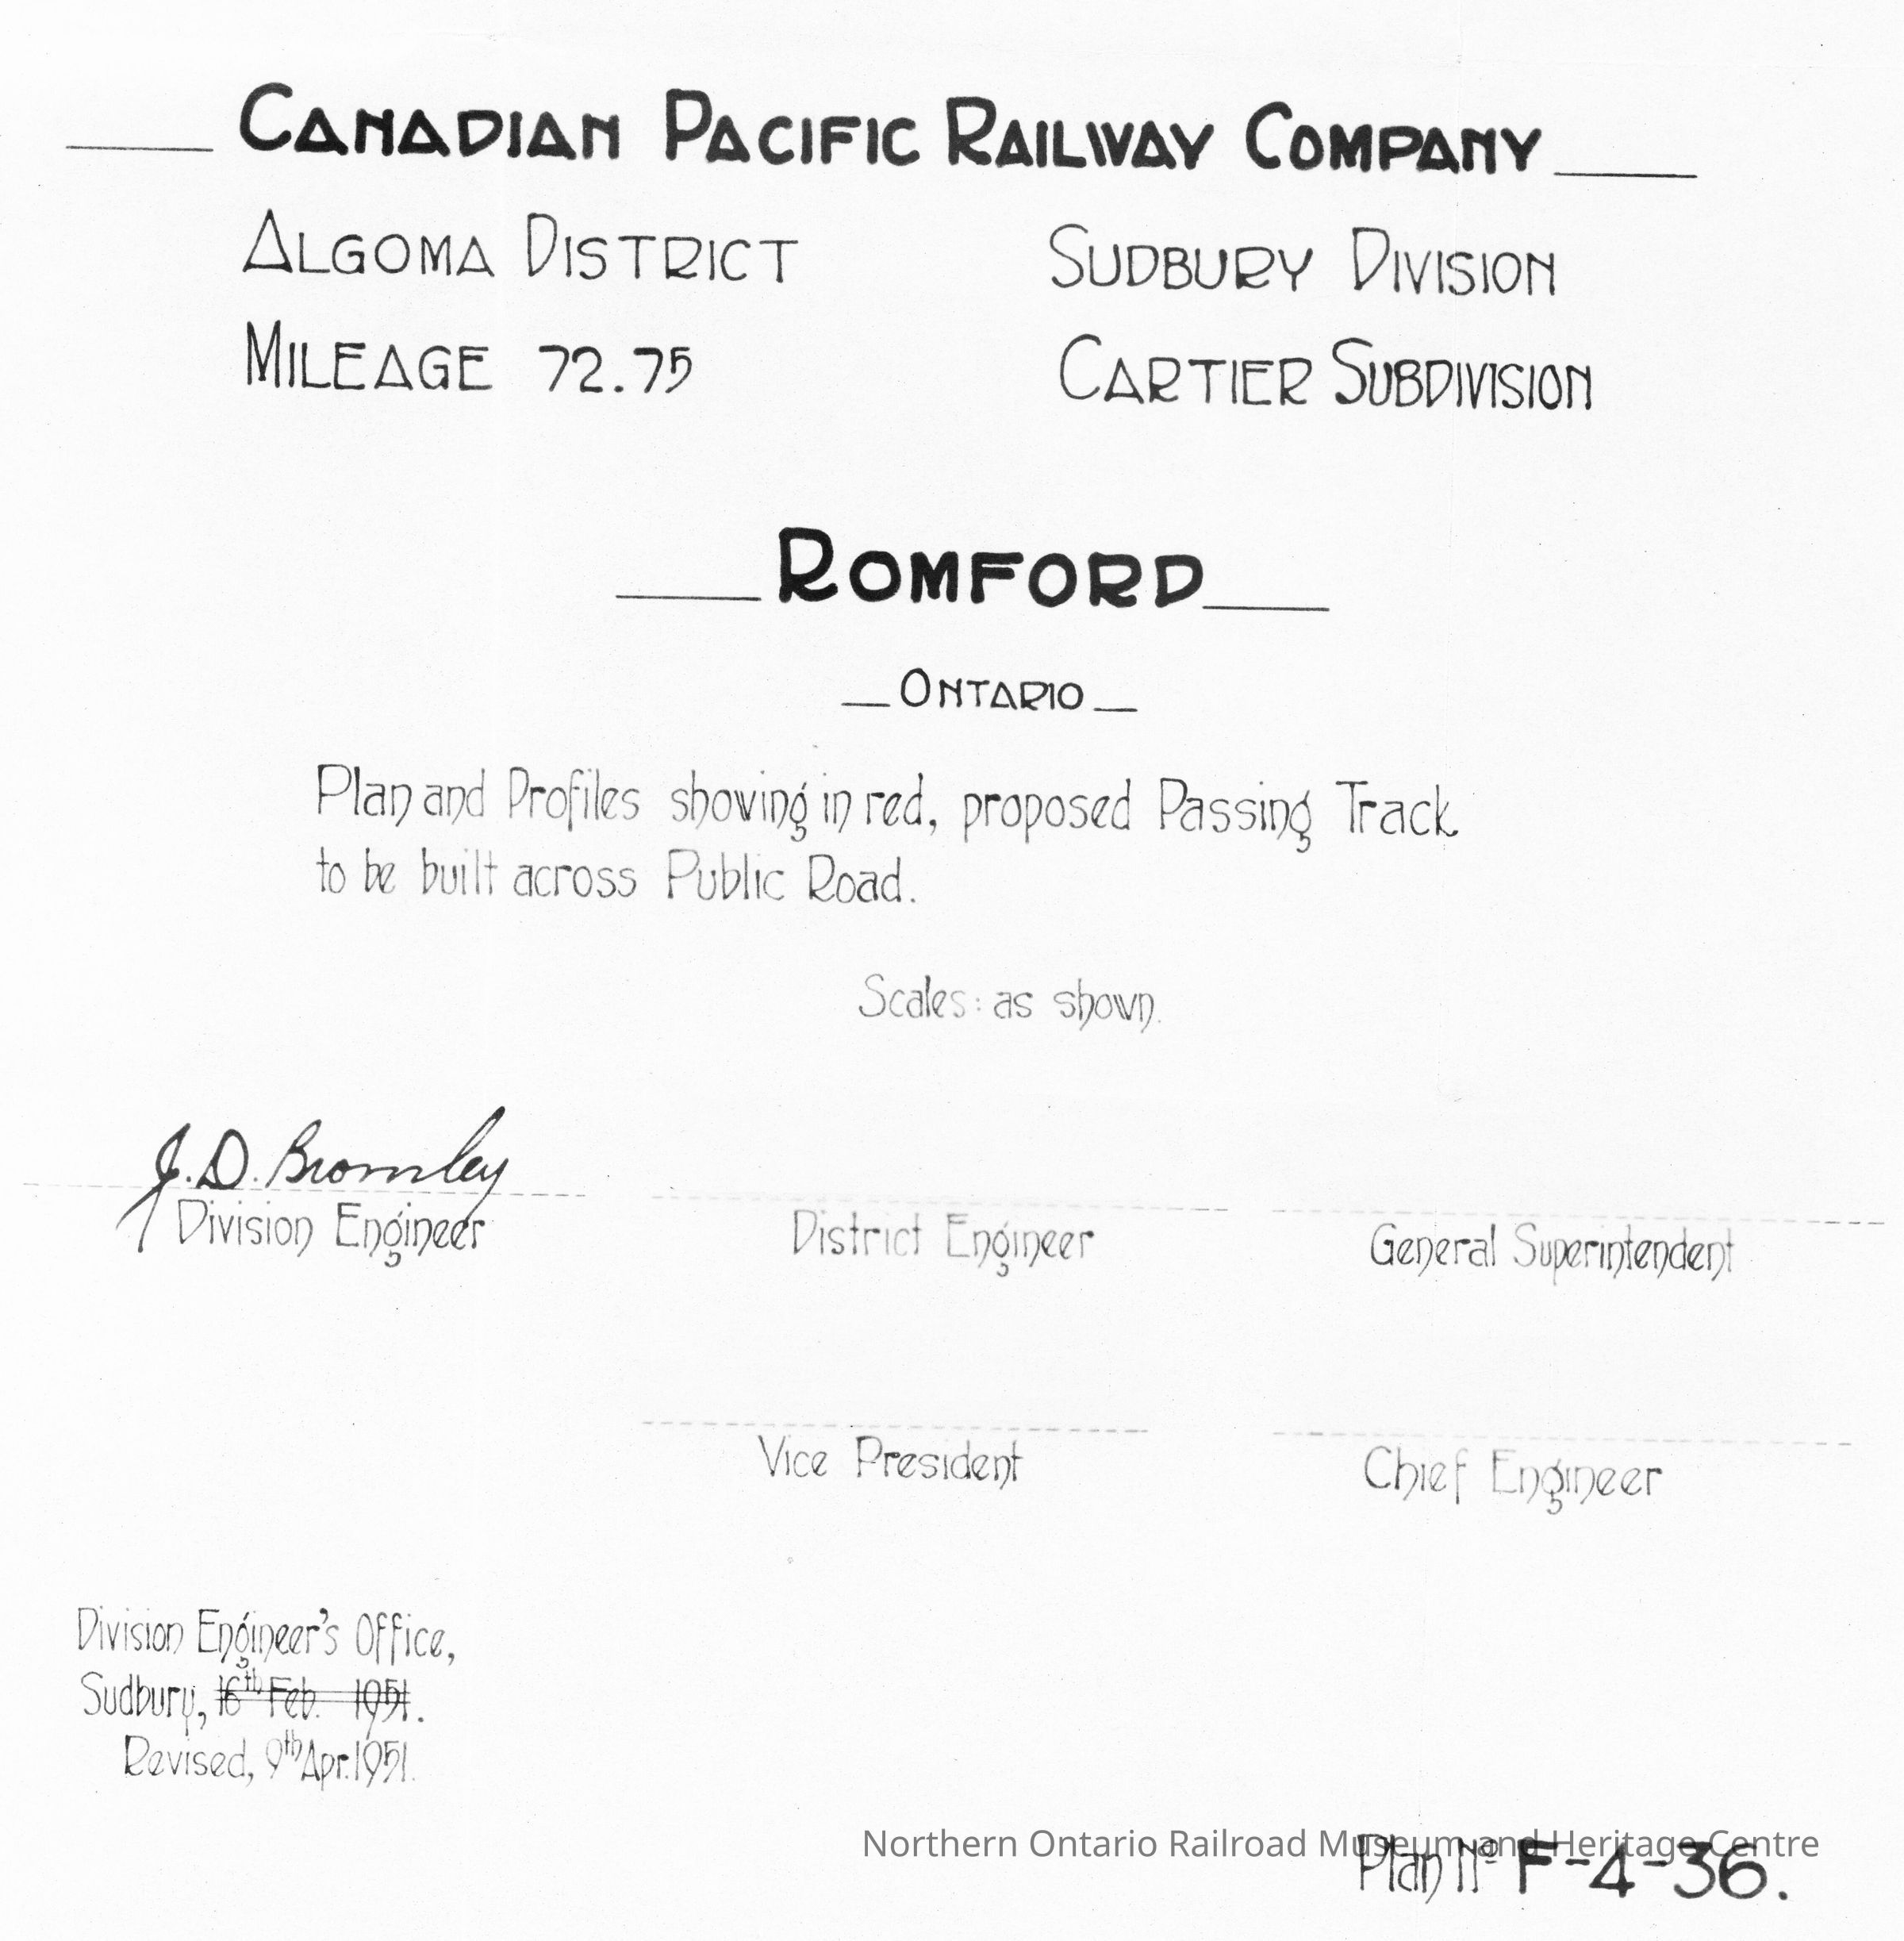 CANADIAN PACIFIC RAILWAY COMPANY
ALGOMA DISTRICT SUDBURY DIVISION
MILEAGE 72.75 CARTIER SUBDIVISION
ROMFORD
ONTARIO
Plan and Profiles showing in red, proposed Passing Track
to be built across Public Road.
Scales: as shown.
J. D. Bromley
Division Engineer District Engineer General Superintendent
Vice President Chief Engineer
Division Engineer's Office,
Sudbury, 16th Feb. 1951.
Revised, 9th Apr. 1951.
Northern Ontario Railroad Museum and Heritage Centre
Plan No F-4-36.